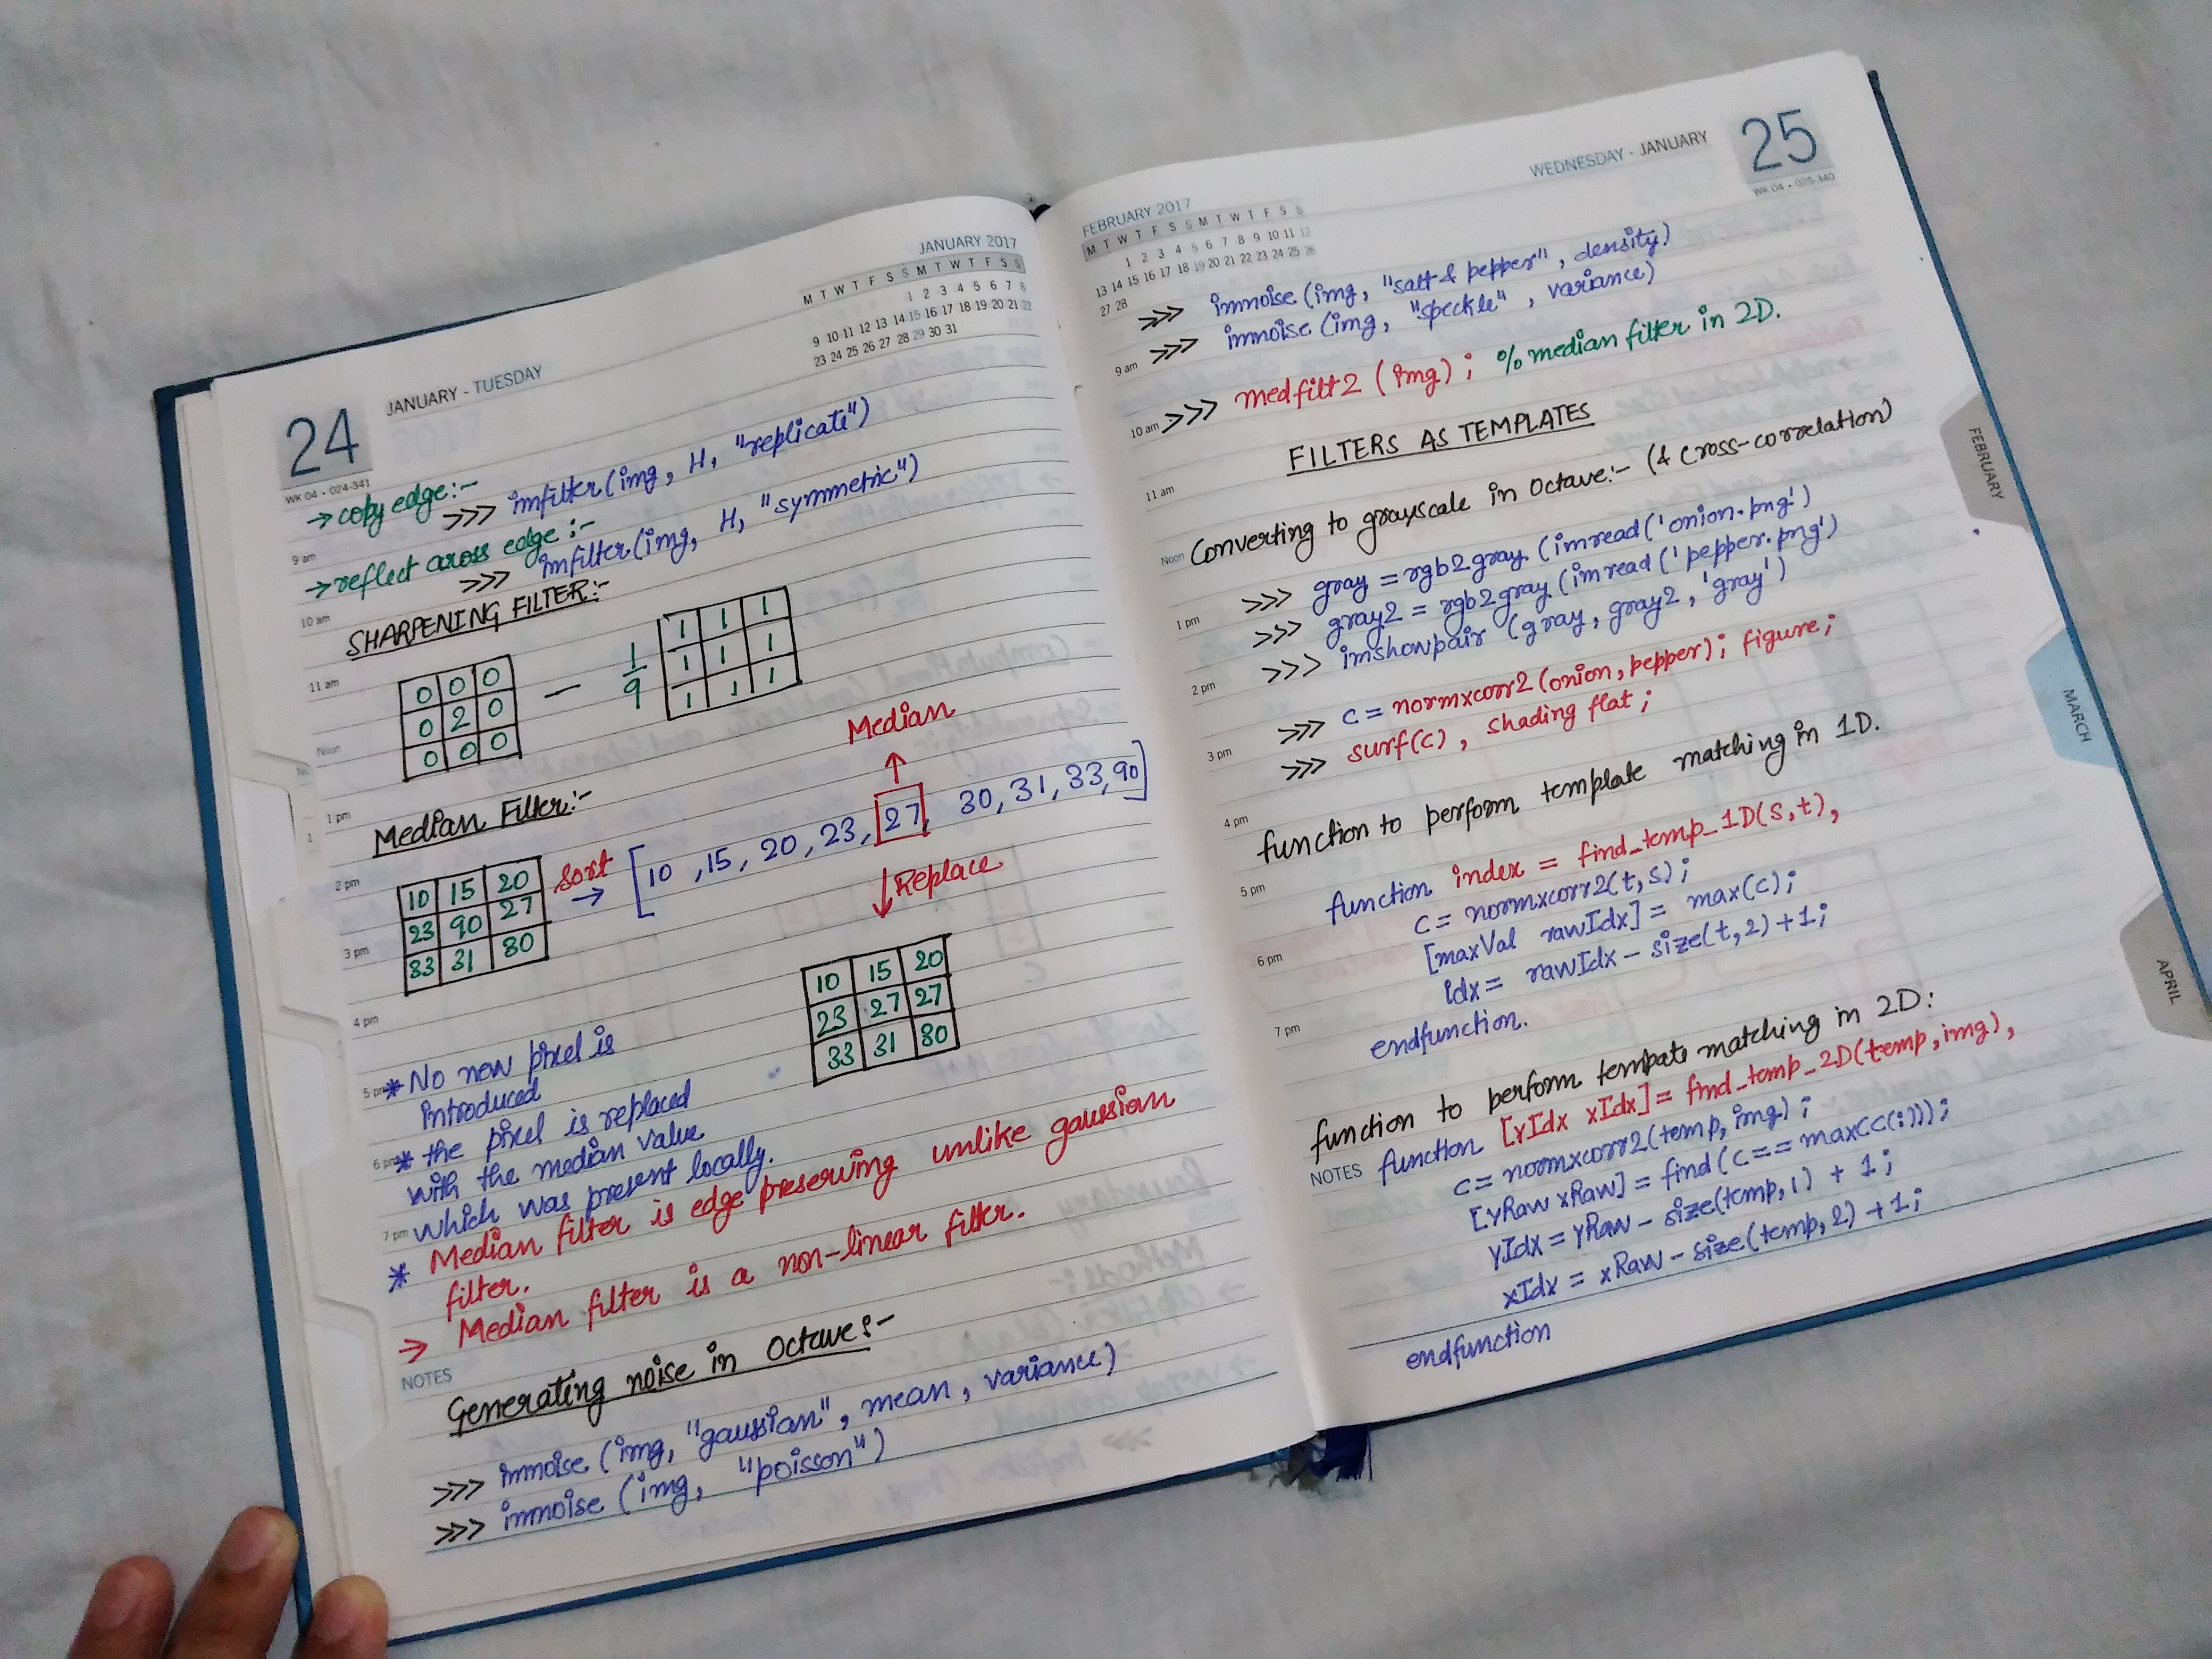 24
JANUARY - TUESDAY
WK 04 • 024-341
JANUARY 2017
M T W T F S S M T W T F S S
1 2 3 4 5 6 7 8
9 10 11 12 13 14 15 16 17 18 19 20 21 22
23 24 25 26 27 28 29 30 31
→ copy edge:-
>>> imfilter(img, H, "replicate")
9 am
→ reflect across edge:-
>>> imfilter(img, H, "symmetric")
10 am
SHARPENING FILTER:-
11 am
0 0 0
0 2 0
0 0 0
— 1/9
1 1 1
1 1 1
1 1 1
Noon
1 pm
Median Filter:-
Median
2 pm
10 15 20
23 90 27
33 31 30
Sort → [10, 15, 20, 23, 27, 30, 31, 33, 90]
Replace
3 pm
10 15 20
23 27 27
33 31 30
4 pm
* No new pixel is
5 pm
introduced
* the pixel is replaced
6 pm
with the median value
which was present locally.
7 pm
* Median filter is edge preserving unlike gaussian
filter.
→ Median filter is a non-linear filter.
NOTES
Generating noise in Octave:-
>>> imnoise (img, "gaussian", mean, variance)
>>> imnoise (img, "poisson")
FEBRUARY 2017
M T W T F S S M T W T F S S
1 2 3 4 5 6 7 8 9 10 11 12
13 14 15 16 17 18 19 20 21 22 23 24 25 26
27 28
WEDNESDAY - JANUARY
25
WK 04 • 025-340
>>> imnoise (img, "salt & pepper", density)
>>> imnoise (img, "speckle", variance)
9 am
>>> medfilt2 (img); % median filter in 2D.
10 am
FILTERS AS TEMPLATES
11 am
Converting to grayscale in Octave:- (& cross-correlation)
Noon
>>> gray = rgb2gray (imread('onion.png')
>>> gray2 = rgb2gray (imread ('pepper.png')
1 pm
>>> imshowpair (gray, gray2, 'gray')
2 pm
>>> c = normxcorr2 (onion, pepper); figure;
>>> surf(c), shading flat;
3 pm
function to perform template matching in 1D.
4 pm
function index = find_temp_1D(s,t),
5 pm
c = normxcorr2(t, s);
[maxVal rawIdx] = max(c);
6 pm
idx = rawIdx - size(t, 2) + 1;
endfunction.
7 pm
function to perform tempate matching in 2D:
function [yIdx xIdx] = find_temp_2D(temp, img),
NOTES
c = normxcorr2(temp, img);
[yRaw xRaw] = find (c == maxCc(:)));
yIdx = yRaw - size(temp, 1) + 1;
xIdx = xRaw - size(temp, 2) + 1;
endfunction
FEBRUARY
MARCH
APRIL